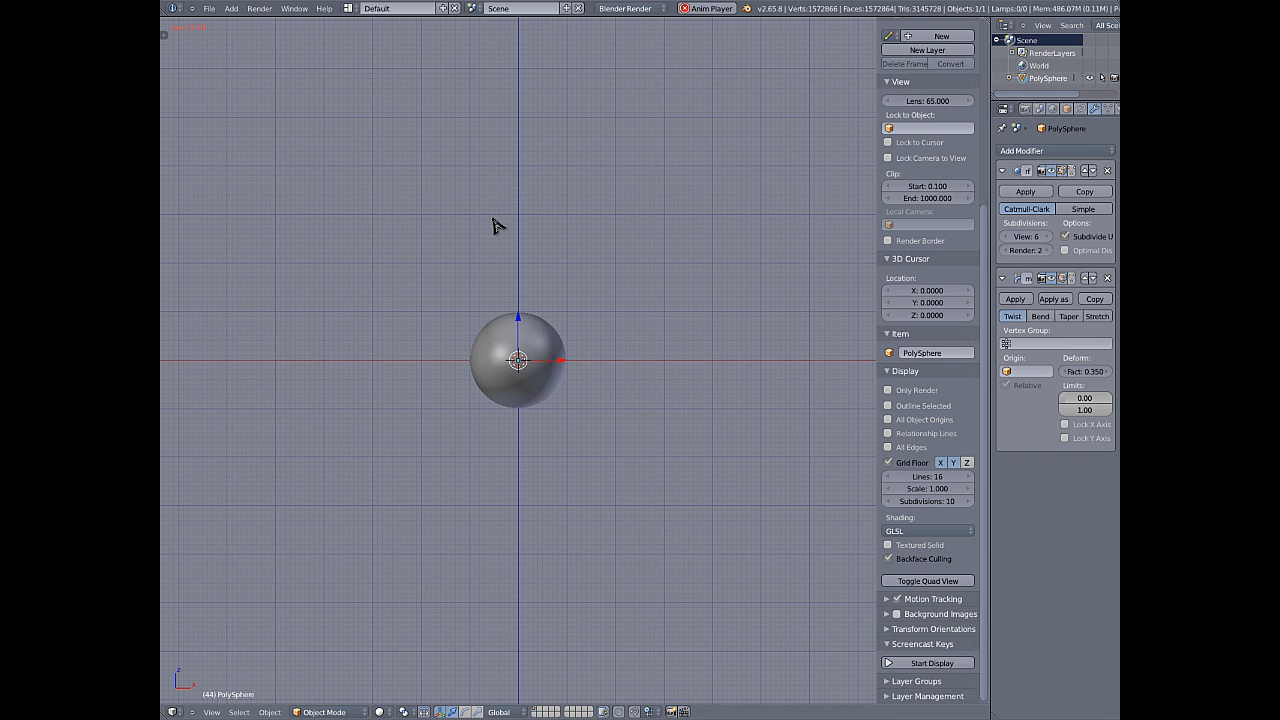 File Add Render Window Help Default Scene Blender Render Anim Player v2.65.8 | Verts:1572866 | Faces:1572864| Tris:3145728 | Objects:1/1 | Lamps:0/0 | Mem:486.07M (0.11M) | P
New
New Layer
Delete Frame Convert
View
Lens: 65.000
Lock to Object:
Lock to Cursor
Lock Camera to View
Clip:
Start: 0.100
End: 1000.000
Local Camera:
Render Border
3D Cursor
Location:
X: 0.0000
Y: 0.0000
Z: 0.0000
Item
PolySphere
Display
Only Render
Outline Selected
All Object Origins
Relationship Lines
All Edges
Grid Floor X Y Z
Lines: 16
Scale: 1.000
Subdivisions: 10
Shading:
GLSL
Textured Solid
Backface Culling
Toggle Quad View
Motion Tracking
Background Images
Transform Orientations
Screencast Keys
Start Display
Layer Groups
Layer Management
View Search All Sce
Scene
RenderLayers
World
PolySphere
PolySphere
Add Modifier
Apply Copy
Catmull-Clark Simple
Subdivisions: Options:
View: 6 Subdivide U
Render: 2 Optimal Dis
Apply Apply as Copy
Twist Bend Taper Stretch
Vertex Group:
Origin: Deform:
Fact: 0.350
Relative Limits:
0.00
1.00
Lock X Axis
Lock Y Axis
z
x
(44) PolySphere
View Select Object Object Mode Global